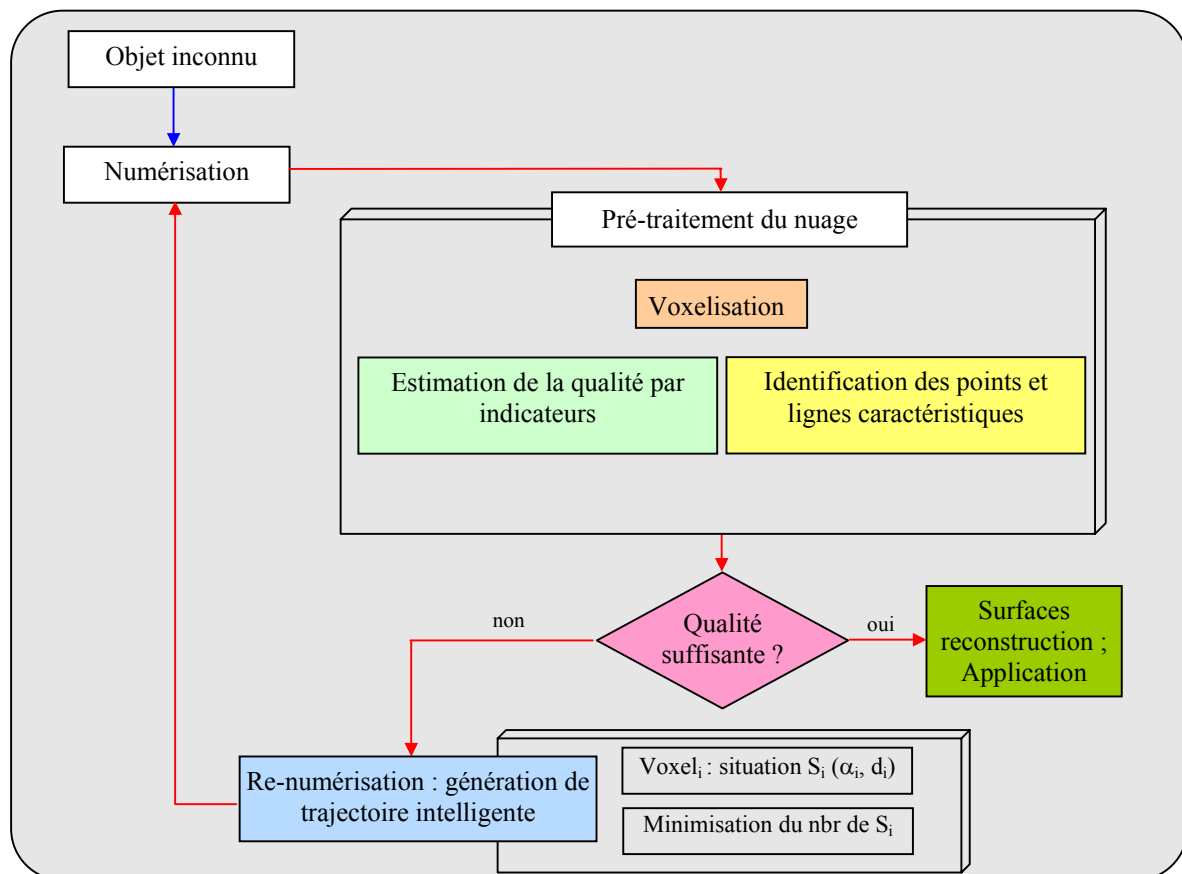 Objet inconnu
Numérisation
Pré-traitement du nuage
Voxelisation
Estimation de la qualité par
indicateurs
Identification des points et
lignes caractéristiques
non
Qualité
suffisante ?
oui
Surfaces
reconstruction ;
Application
Re-numérisation : génération de
trajectoire intelligente
Voxelᵢ : situation Sᵢ (αᵢ, dᵢ)
Minimisation du nbr de Sᵢ